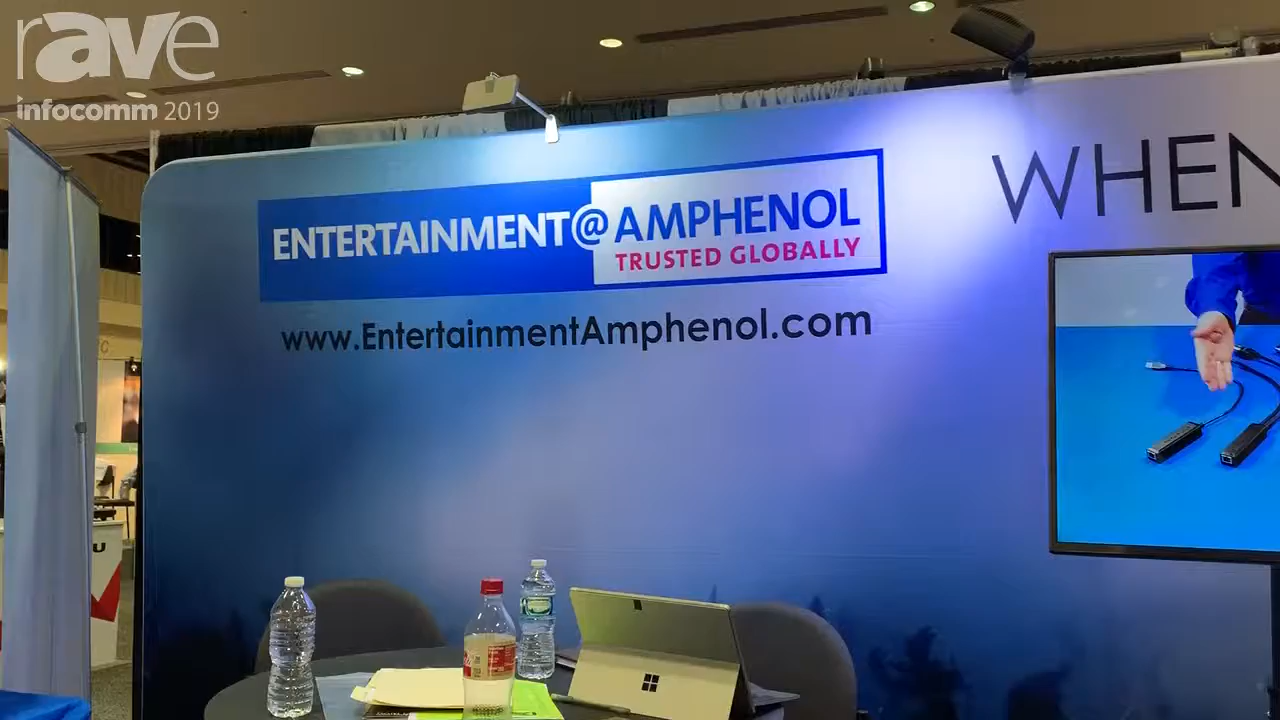 rave
infocomm 2019
ENTERTAINMENT@AMPHENOL
TRUSTED GLOBALLY
www.EntertainmentAmphenol.com
WHEN